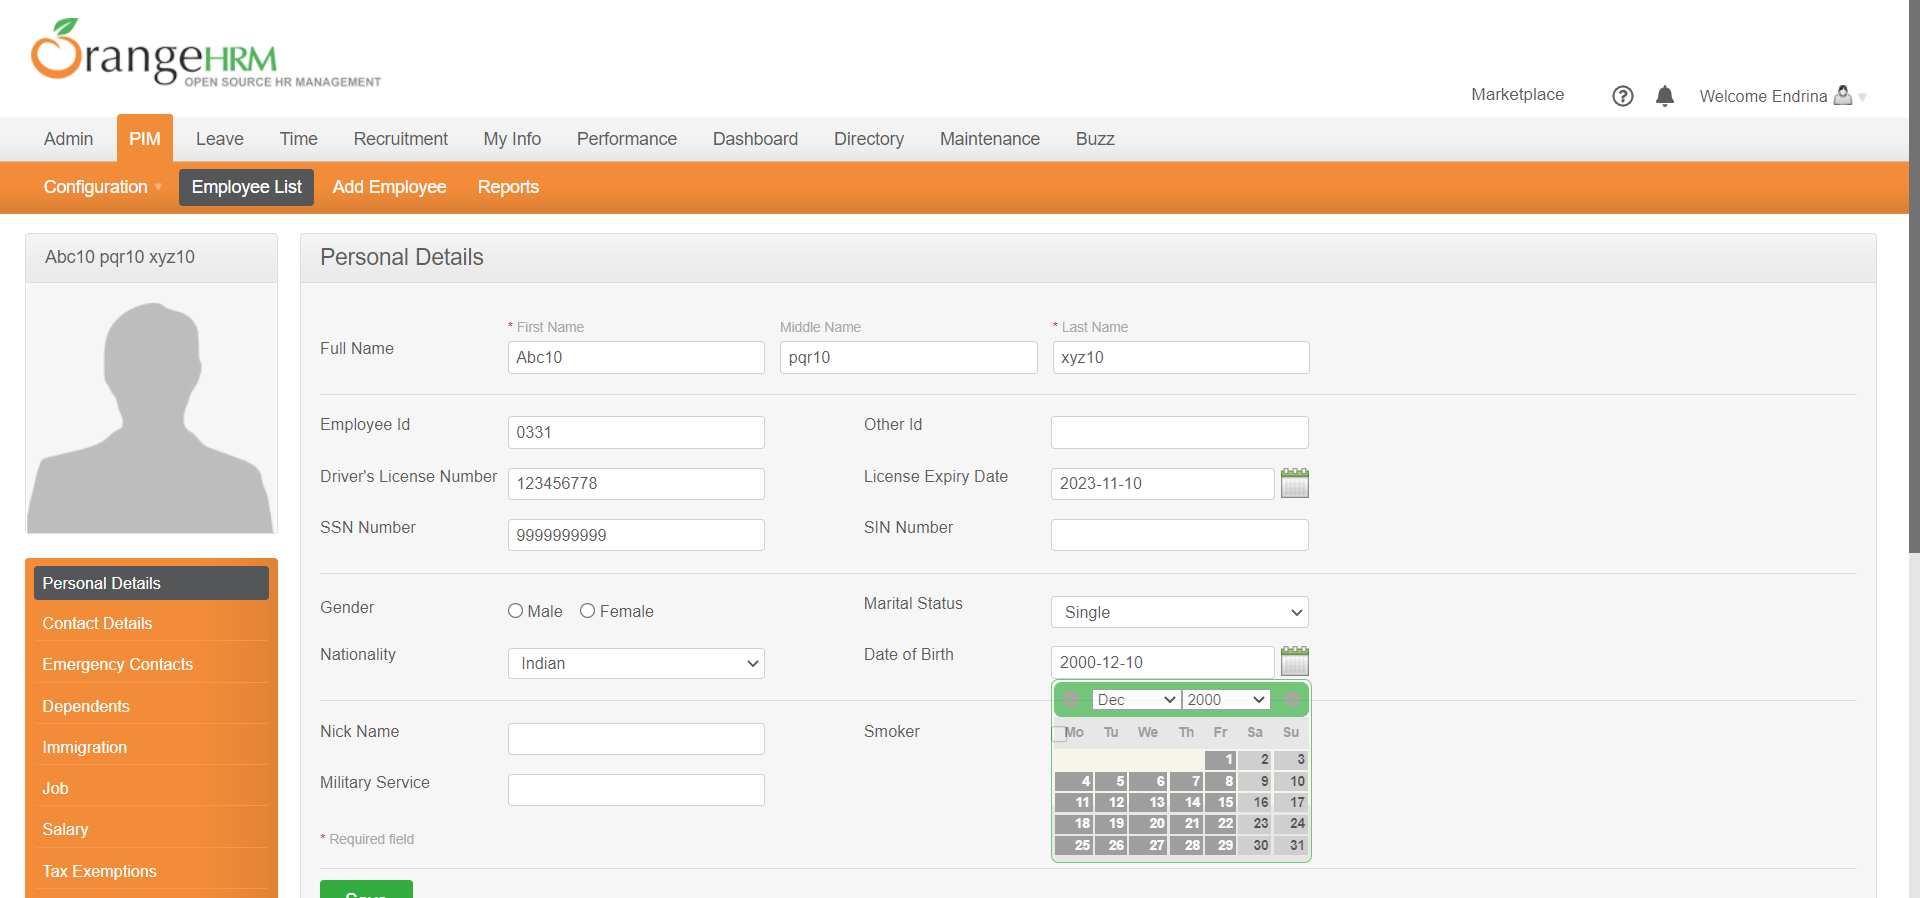 OrangeHRM
OPEN SOURCE HR MANAGEMENT
Marketplace
Welcome Endrina
Admin PIM Leave Time Recruitment My Info Performance Dashboard Directory Maintenance Buzz
Configuration Employee List Add Employee Reports
Abc10 pqr10 xyz10
Personal Details
Contact Details
Emergency Contacts
Dependents
Immigration
Job
Salary
Tax Exemptions
Personal Details
* First Name Middle Name * Last Name
Full Name Abc10 pqr10 xyz10
Employee Id 0331 Other Id
Driver's License Number 123456778 License Expiry Date 2023-11-10
SSN Number 9999999999 SIN Number
Gender Male Female Marital Status Single
Nationality Indian Date of Birth 2000-12-10
Dec 2000
Nick Name Smoker
Mo Tu We Th Fr Sa Su
1 2 3
Military Service
4 5 6 7 8 9 10
11 12 13 14 15 16 17
18 19 20 21 22 23 24
25 26 27 28 29 30 31
* Required field
Save